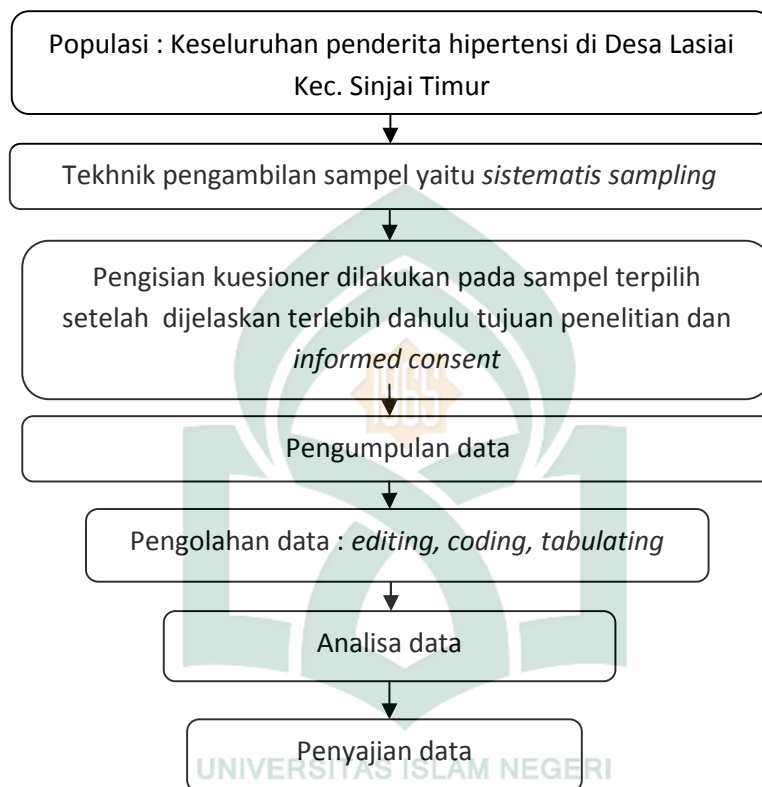 Populasi : Keseluruhan penderita hipertensi di Desa Lasiai
Kec. Sinjai Timur
Tekhnik pengambilan sampel yaitu sistematis sampling
Pengisian kuesioner dilakukan pada sampel terpilih
setelah dijelaskan terlebih dahulu tujuan penelitian dan
informed consent
1965
Pengumpulan data
Pengolahan data : editing, coding, tabulating
Analisa data
Penyajian data
UNIVERSITAS ISLAM NEGERI